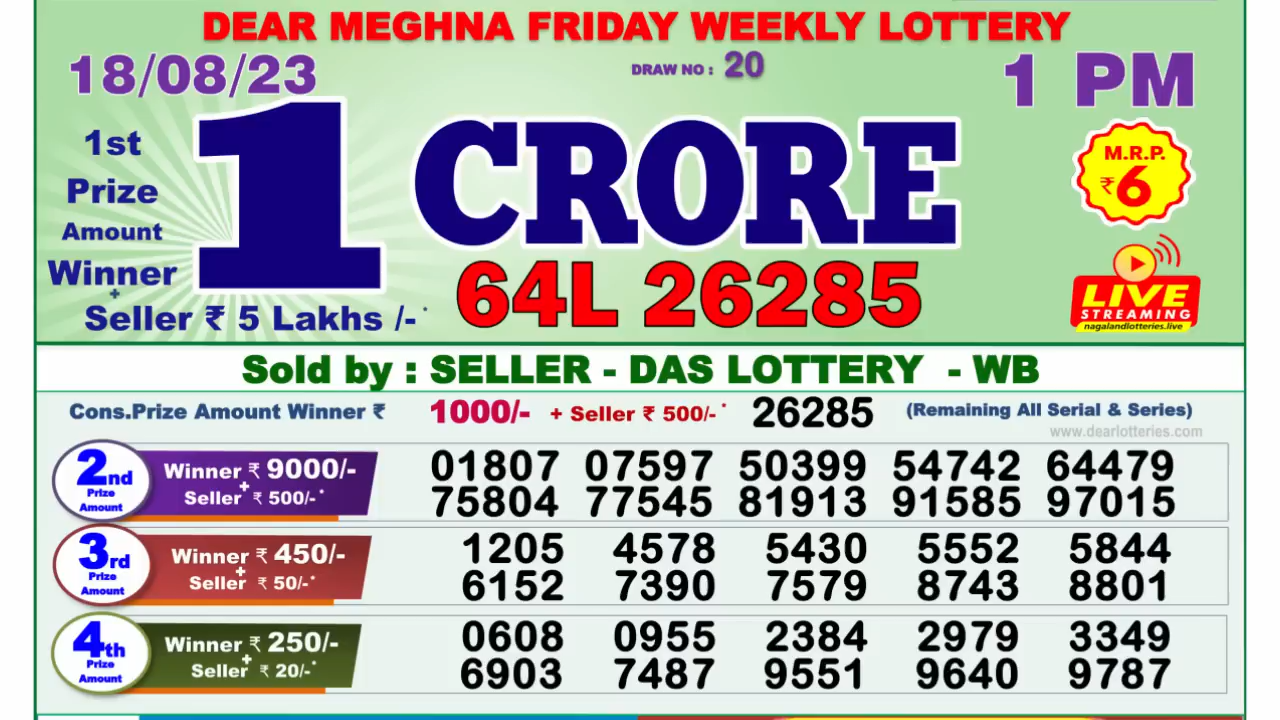 DEAR MEGHNA FRIDAY WEEKLY LOTTERY
18/08/23
DRAW NO : 20
1 PM
1st
Prize
Amount
Winner
+
Seller ₹ 5 Lakhs /-*
1 CRORE
64L 26285
M.R.P.
₹6
LIVE
STREAMING
nagalandlotteries.live
Sold by : SELLER - DAS LOTTERY - WB
Cons.Prize Amount Winner ₹ 1000/- + Seller ₹ 500/-* 26285 (Remaining All Serial & Series)
www.dearlotteries.com
2nd
Prize
Amount
Winner ₹ 9000/-
+
Seller ₹ 500/-*
01807 07597 50399 54742 64479
75804 77545 81913 91585 97015
3rd
Prize
Amount
Winner ₹ 450/-
+
Seller ₹ 50/-*
1205 4578 5430 5552 5844
6152 7390 7579 8743 8801
4th
Prize
Amount
Winner ₹ 250/-
+
Seller ₹ 20/-*
0608 0955 2384 2979 3349
6903 7487 9551 9640 9787